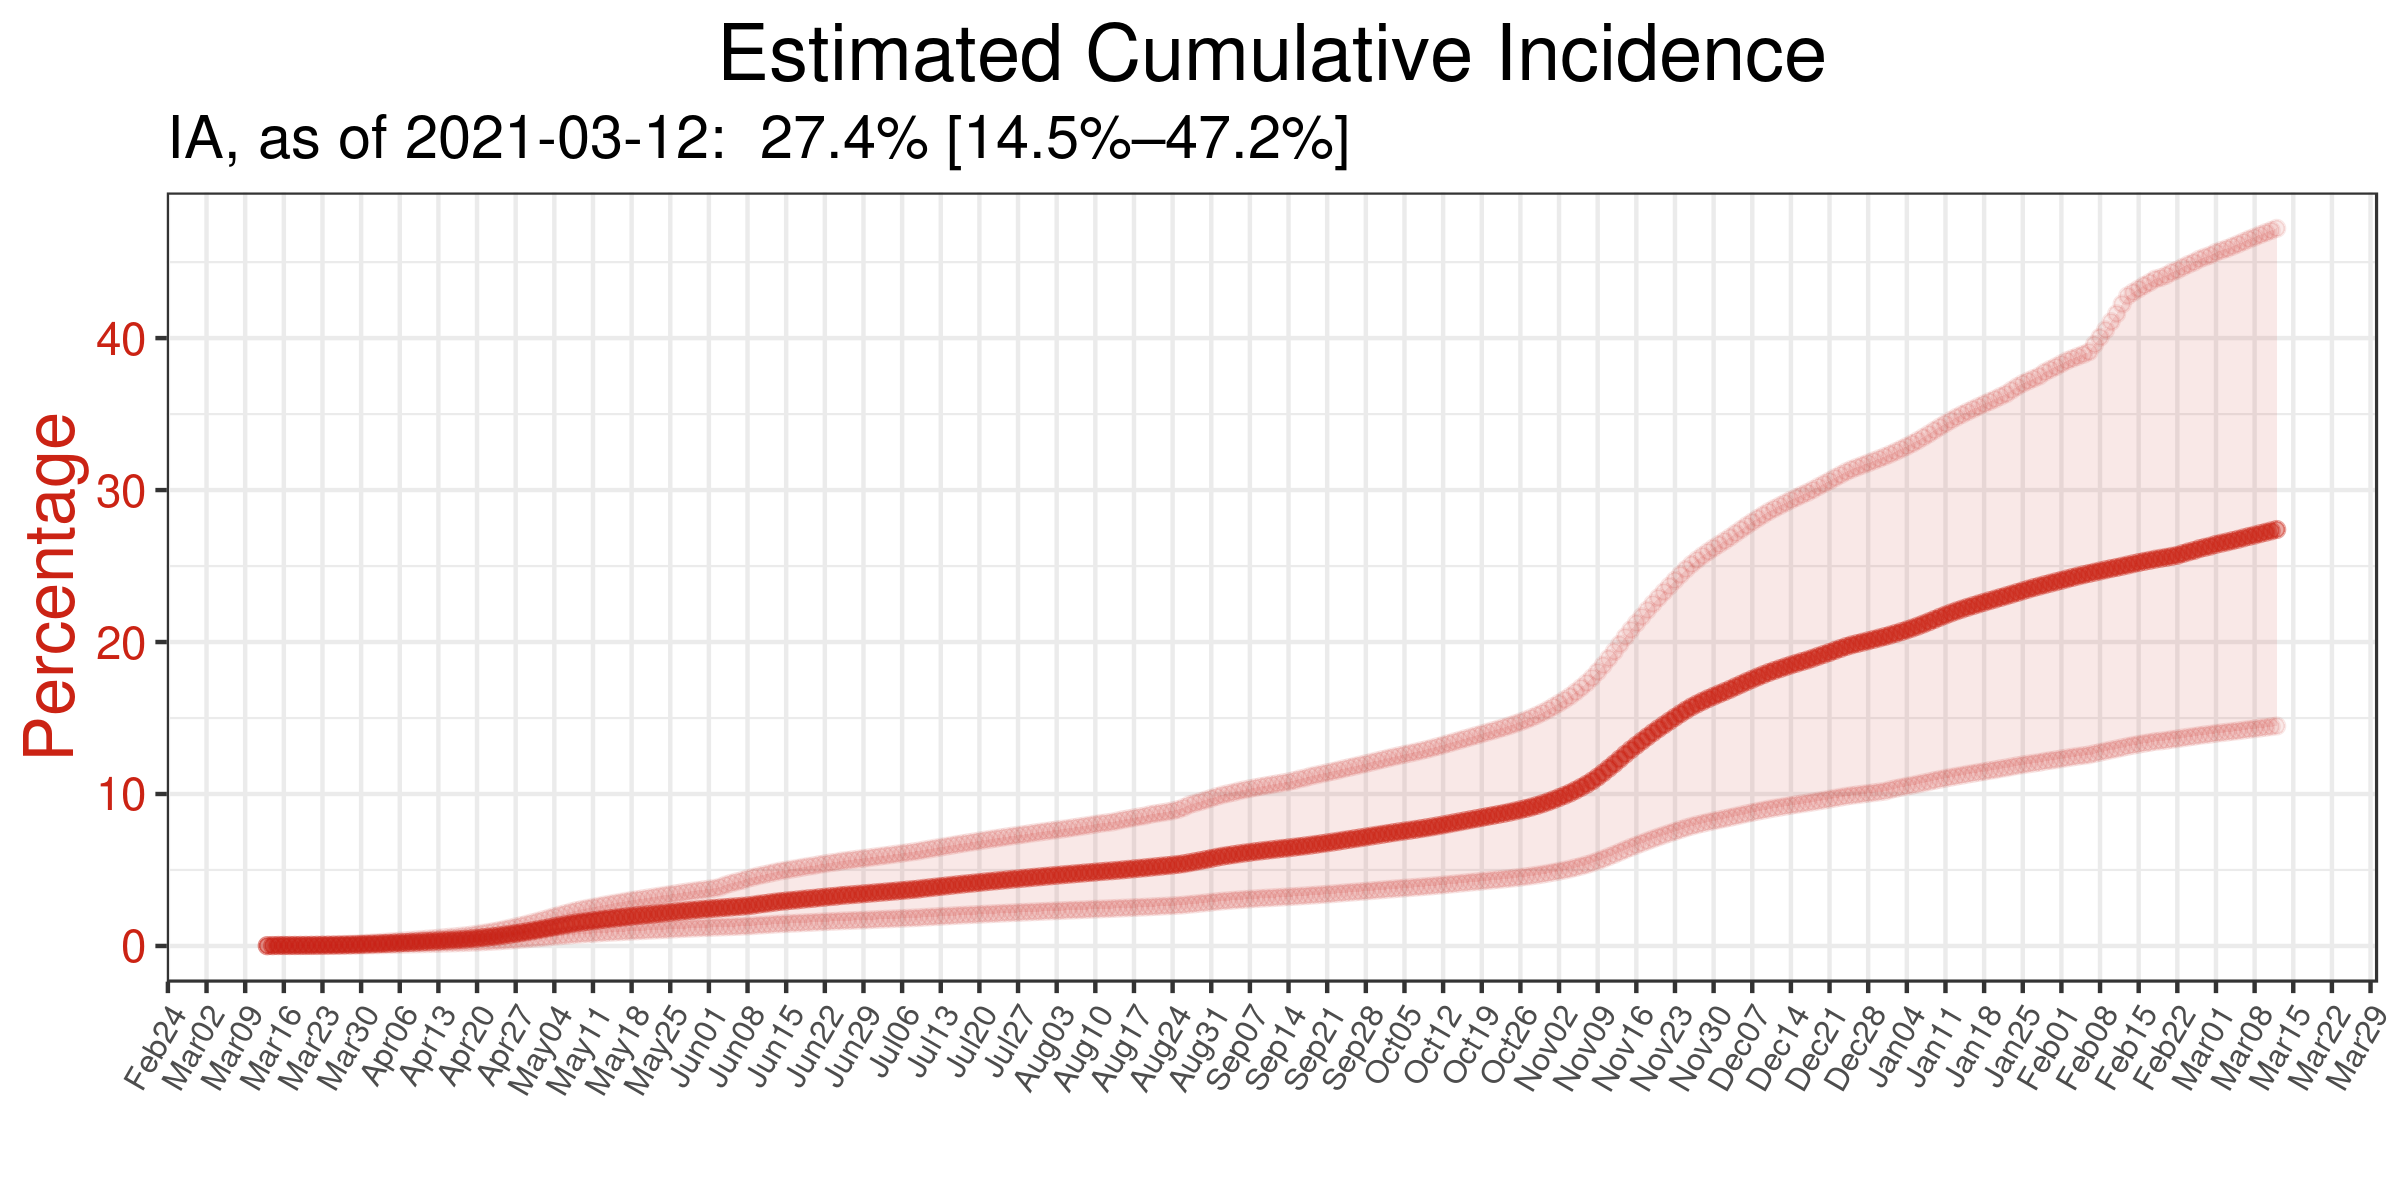 Estimated Cumulative Incidence
IA, as of 2021-03-12:  27.4% [14.5%–47.2%]
Percentage
40
30
20
10
0
Feb24
Mar02
Mar09
Mar16
Mar23
Mar30
Apr06
Apr13
Apr20
Apr27
May04
May11
May18
May25
Jun01
Jun08
Jun15
Jun22
Jun29
Jul06
Jul13
Jul20
Jul27
Aug03
Aug10
Aug17
Aug24
Aug31
Sep07
Sep14
Sep21
Sep28
Oct05
Oct12
Oct19
Oct26
Nov02
Nov09
Nov16
Nov23
Nov30
Dec07
Dec14
Dec21
Dec28
Jan04
Jan11
Jan18
Jan25
Feb01
Feb08
Feb15
Feb22
Mar01
Mar08
Mar15
Mar22
Mar29